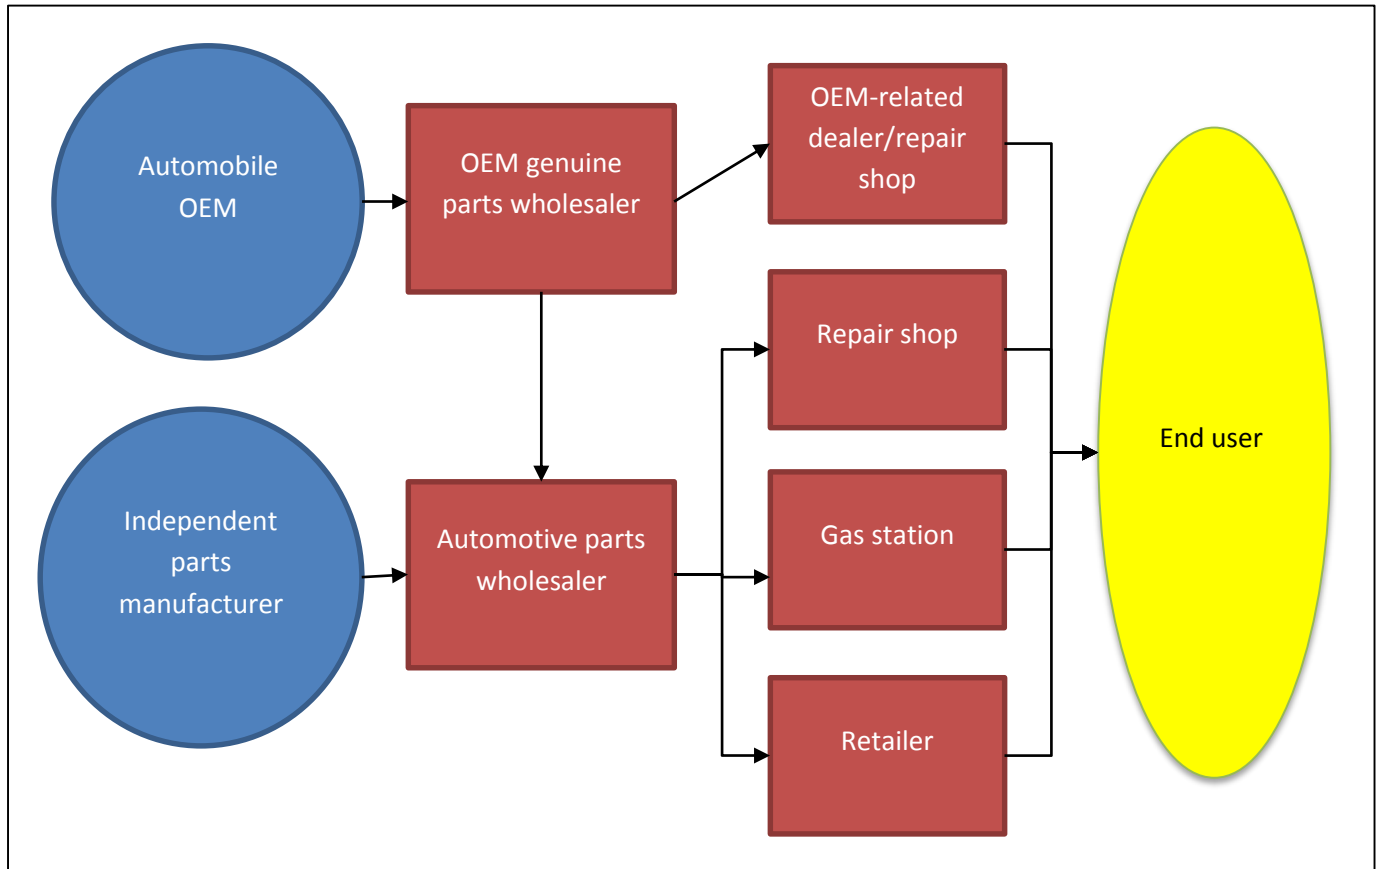 Automobile
OEM
OEM genuine
parts wholesaler
OEM-related
dealer/repair
shop
Repair shop
End user
Independent
parts
manufacturer
Automotive parts
wholesaler
Gas station
Retailer